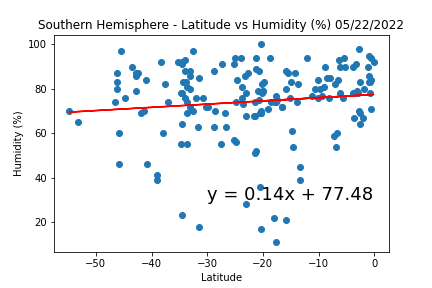 Southern Hemisphere - Latitude vs Humidity (%) 05/22/2022
100
80
60
40
20
Humidity (%)
y = 0.14x + 77.48
−50
−40
−30
−20
−10
0
Latitude